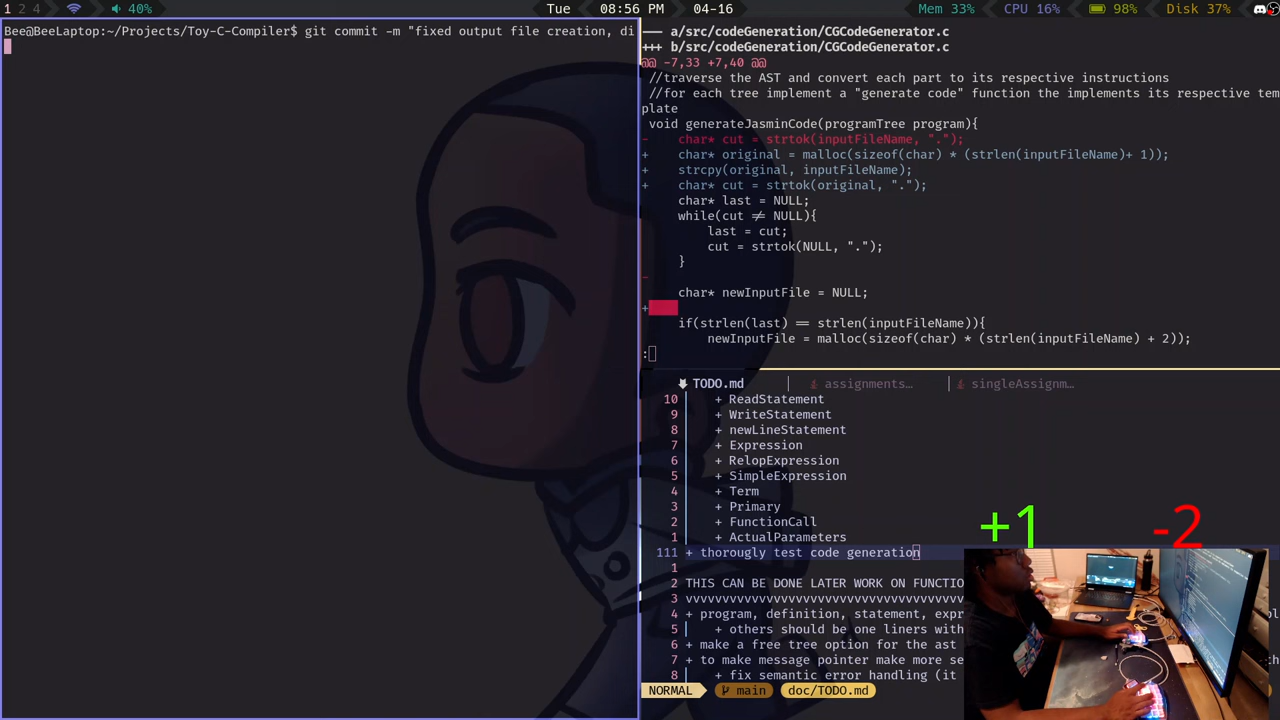 1 2 4 40% Tue 08:56 PM 04-16 Mem 33% CPU 16% 98% Disk 37%
Bee@BeeLaptop:~/Projects/Toy-C-Compiler$ git commit -m "fixed output file creation, di
--- a/src/codeGeneration/CGCodeGenerator.c
+++ b/src/codeGeneration/CGCodeGenerator.c
@@ -7,33 +7,40 @@
//traverse the AST and convert each part to its respective instructions
//for each tree implement a "generate code" function the implements its respective tem
plate
void generateJasminCode(programTree program){
- char* cut = strtok(inputFileName, ".");
+ char* original = malloc(sizeof(char) * (strlen(inputFileName)+ 1));
+ strcpy(original, inputFileName);
+ char* cut = strtok(original, ".");
char* last = NULL;
while(cut != NULL){
last = cut;
cut = strtok(NULL, ".");
}
-
char* newInputFile = NULL;
+
if(strlen(last) == strlen(inputFileName)){
newInputFile = malloc(sizeof(char) * (strlen(inputFileName) + 2));
:
TODO.md | assignments… | singleAssignm…
10 + ReadStatement
9 + WriteStatement
8 + newLineStatement
7 + Expression
6 + RelopExpression
5 + SimpleExpression
4 + Term
3 + Primary
2 + FunctionCall
1 + ActualParameters
111 + thorougly test code generation
1
2 THIS CAN BE DONE LATER WORK ON FUNCTIO
3 vvvvvvvvvvvvvvvvvvvvvvvvvvvvvvvvvvvvvv
4 + program, definition, statement, expr
5 + others should be one liners with
6 + make a free tree option for the ast
7 + to make message pointer make more se
8 + fix semantic error handling (it
NORMAL main doc/TODO.md
+1 -2